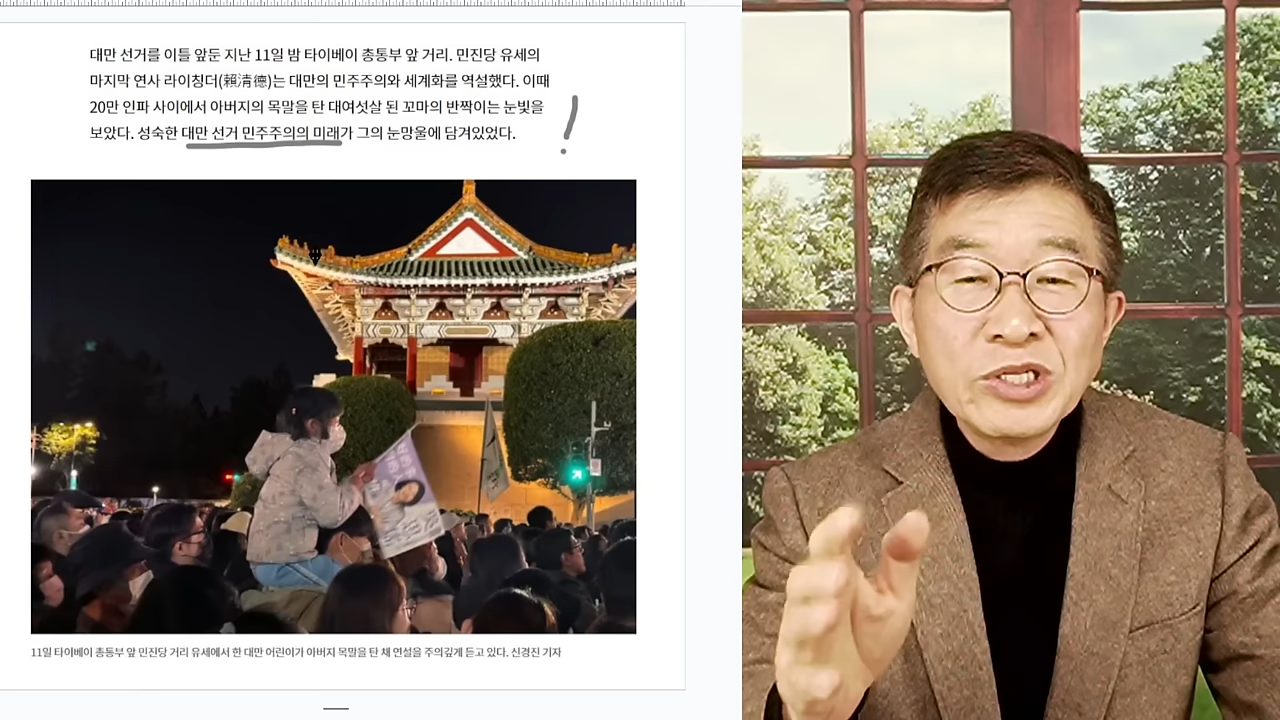 대만 선거를 이틀 앞둔 지난 11일 밤 타이베이 총통부 앞 거리. 민진당 유세의
마지막 연사 라이칭더(賴清德)는 대만의 민주주의와 세계화를 역설했다. 이때
20만 인파 사이에서 아버지의 목말을 탄 대여섯살 된 꼬마의 반짝이는 눈빛을
보았다. 성숙한 대만 선거 민주주의의 미래가 그의 눈망울에 담겨있었다.
11일 타이베이 총통부 앞 민진당 거리 유세에서 한 대만 어린이가 아버지 목말을 탄 채 연설을 주의깊게 듣고 있다. 신경진 기자